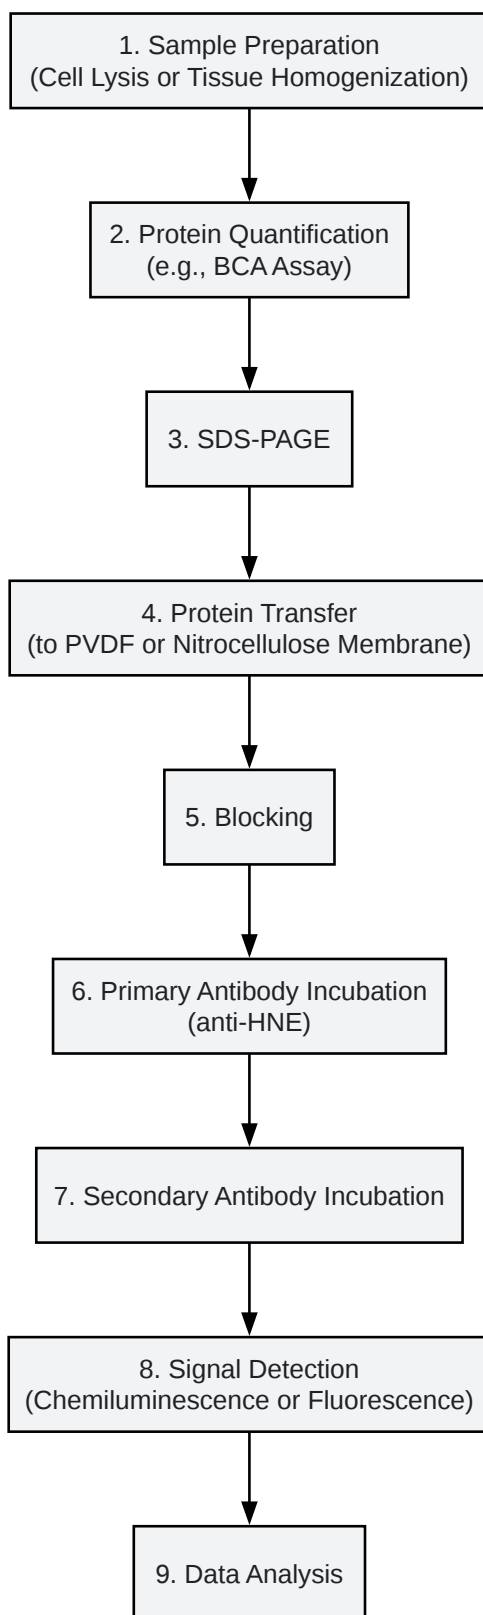 1. Sample Preparation
(Cell Lysis or Tissue Homogenization)
2. Protein Quantification
(e.g., BCA Assay)
3. SDS-PAGE
4. Protein Transfer
(to PVDF or Nitrocellulose Membrane)
5. Blocking
6. Primary Antibody Incubation
(anti-HNE)
7. Secondary Antibody Incubation
8. Signal Detection
(Chemiluminescence or Fluorescence)
9. Data Analysis